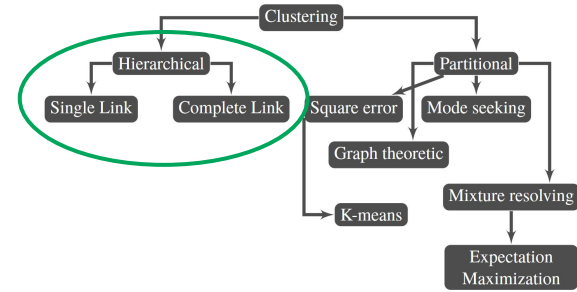 Clustering
Hierarchical
Partitional
Single Link
Complete Link
Square error
Mode seeking
Graph theoretic
Mixture resolving
K-means
Expectation
Maximization